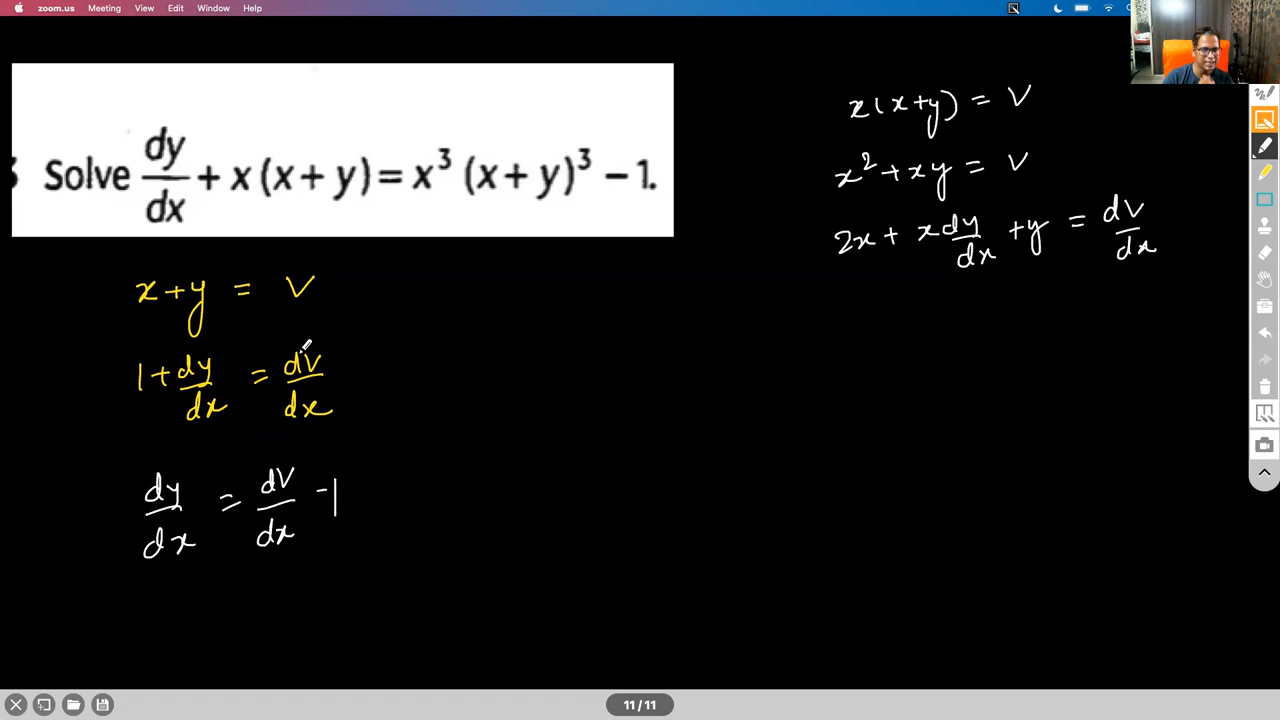 zoom.us Meeting View Edit Window Help
Solve dy/dx + x (x + y) = x³ (x + y)³ − 1.
x + y = V
1 + dy/dx = dV/dx
dy/dx = dV/dx - 1
x(x+y) = V
x² + xy = V
2x + x dy/dx + y = dV/dx
11 / 11